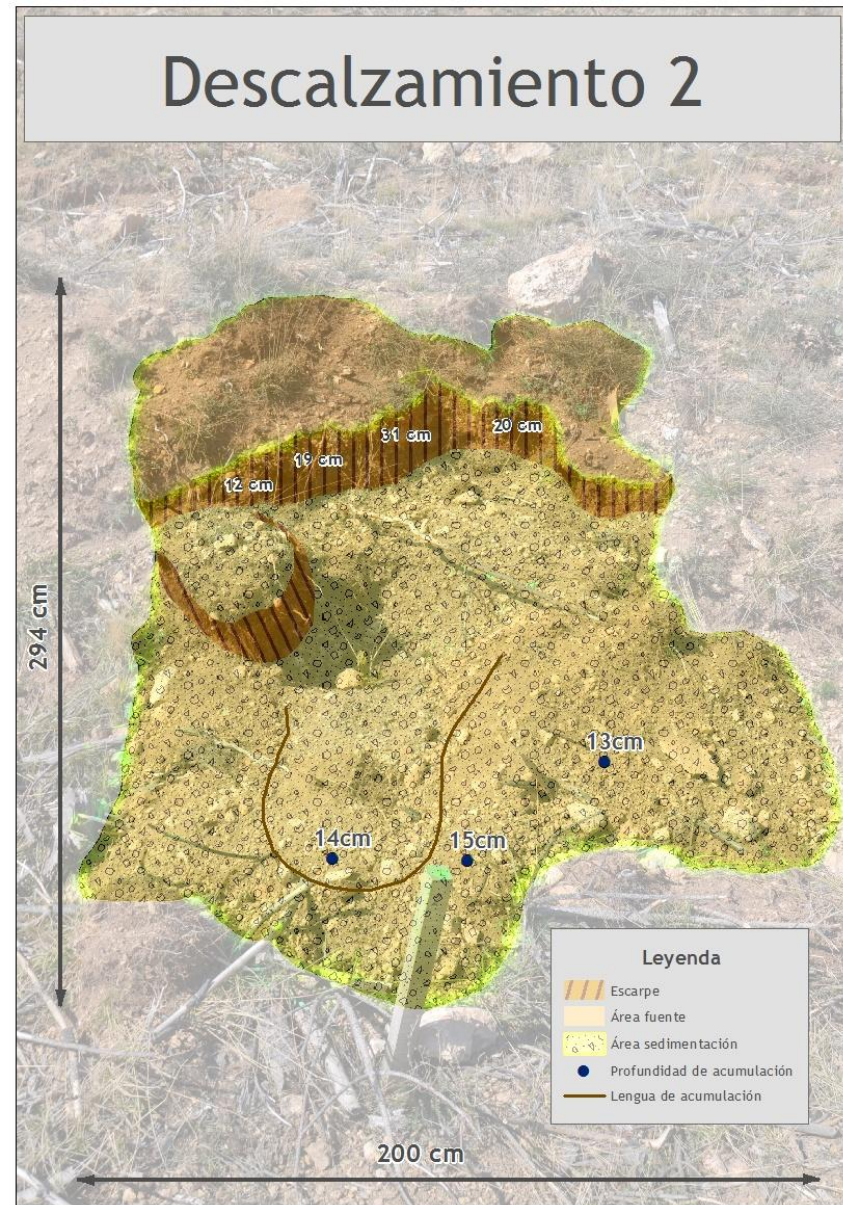 Descalzamiento 2
20 cm
31 cm
19 cm
12 cm
294 cm
13cm
14cm
15cm
Leyenda
Escarpe
Área fuente
Área sedimentación
Profundidad de acumulación
Lengua de acumulación
200 cm